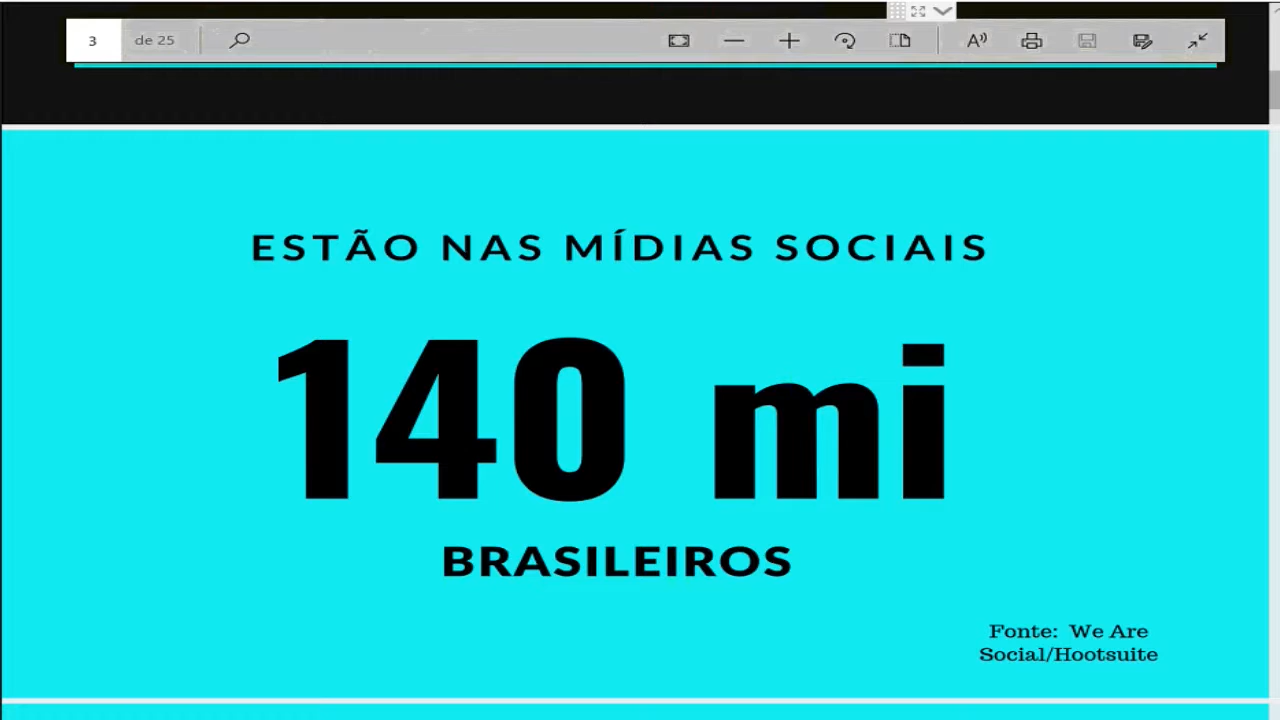 3 de 25
ESTÃO NAS MÍDIAS SOCIAIS
140 mi
BRASILEIROS
Fonte: We Are
Social/Hootsuite